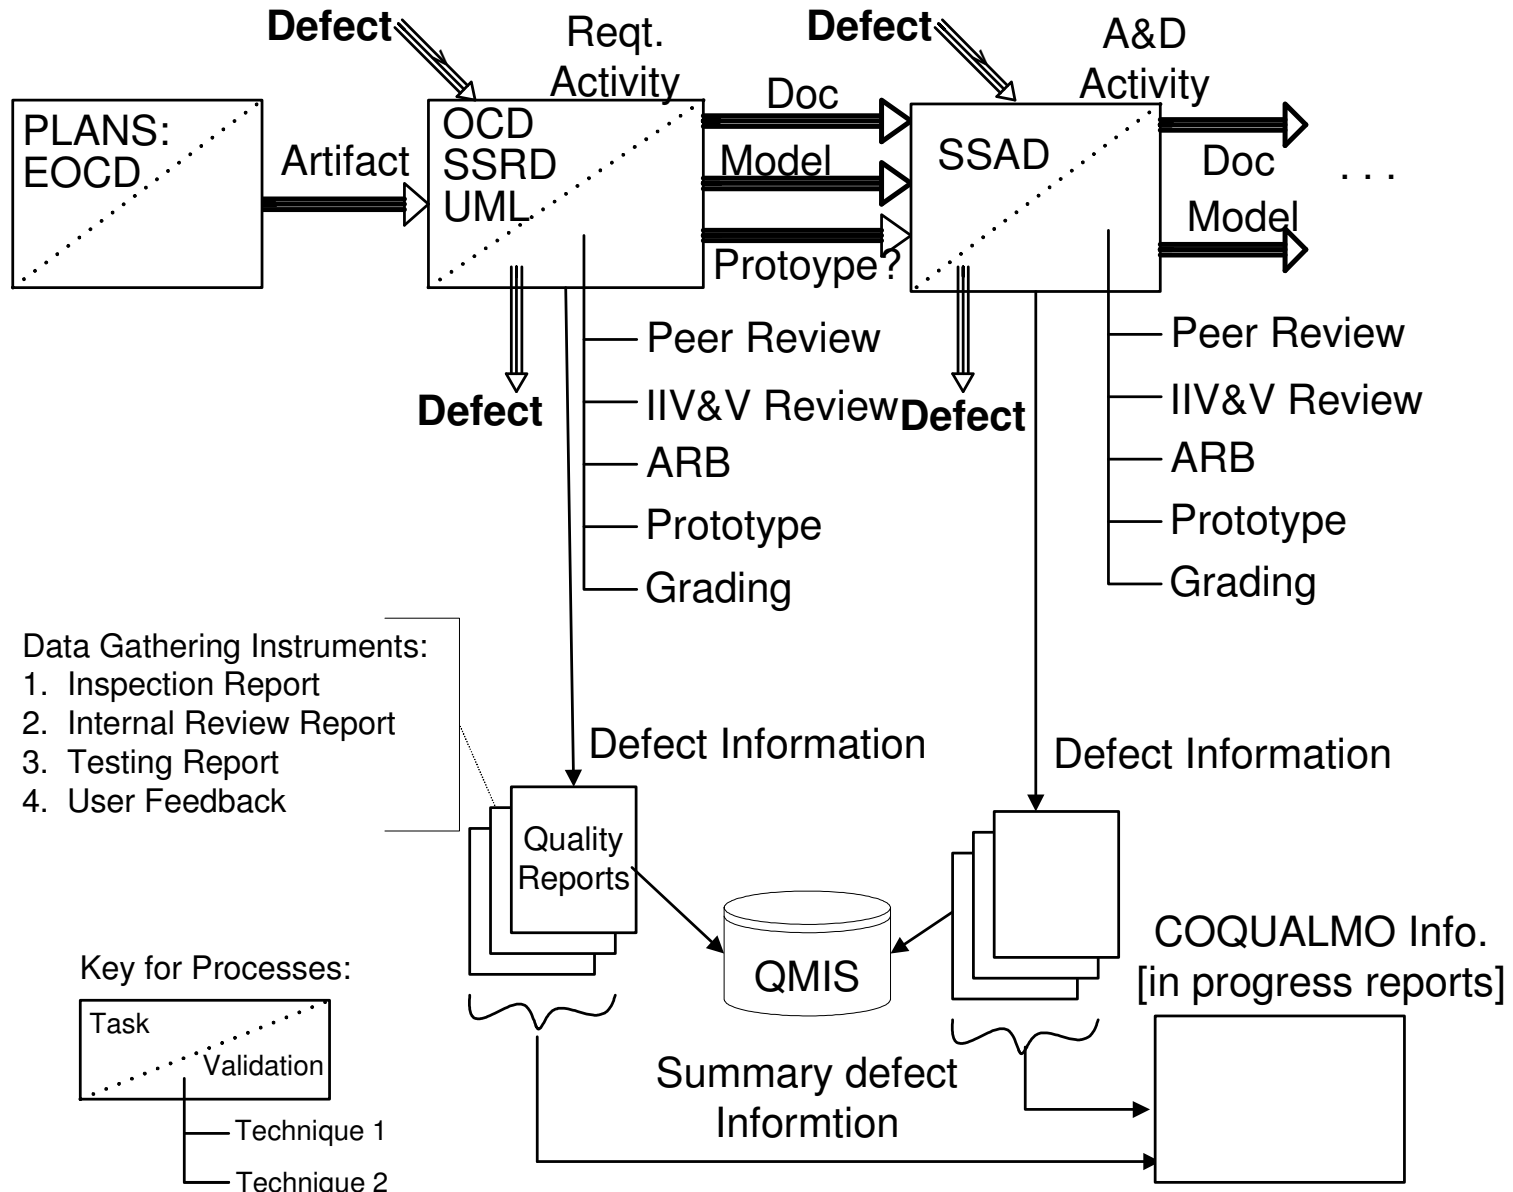 Defect
Reqt.
Activity
Defect
A&D
Activity
PLANS:
EOCD
Artifact
OCD
SSRD
UML
Doc
Model
Protoype?
SSAD
Doc
Model
. . .
Defect
Peer Review
IIV&V Review
ARB
Prototype
Grading
Defect
Peer Review
IIV&V Review
ARB
Prototype
Grading
Data Gathering Instruments:
1. Inspection Report
2. Internal Review Report
3. Testing Report
4. User Feedback
Defect Information
Defect Information
Quality
Reports
QMIS
COQUALMO Info.
[in progress reports]
Key for Processes:
Task
Validation
Technique 1
Technique 2
Summary defect
Informtion